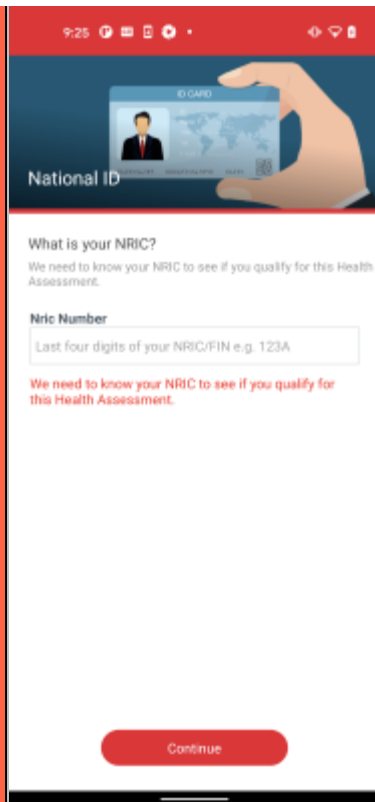 9:25
ID CARD
National ID
What is your NRIC?
We need to know your NRIC to see if you qualify for this Health
Assessment.
Nric Number
Last four digits of your NRIC/FIN e.g. 123A
We need to know your NRIC to see if you qualify for
this Health Assessment.
Continue